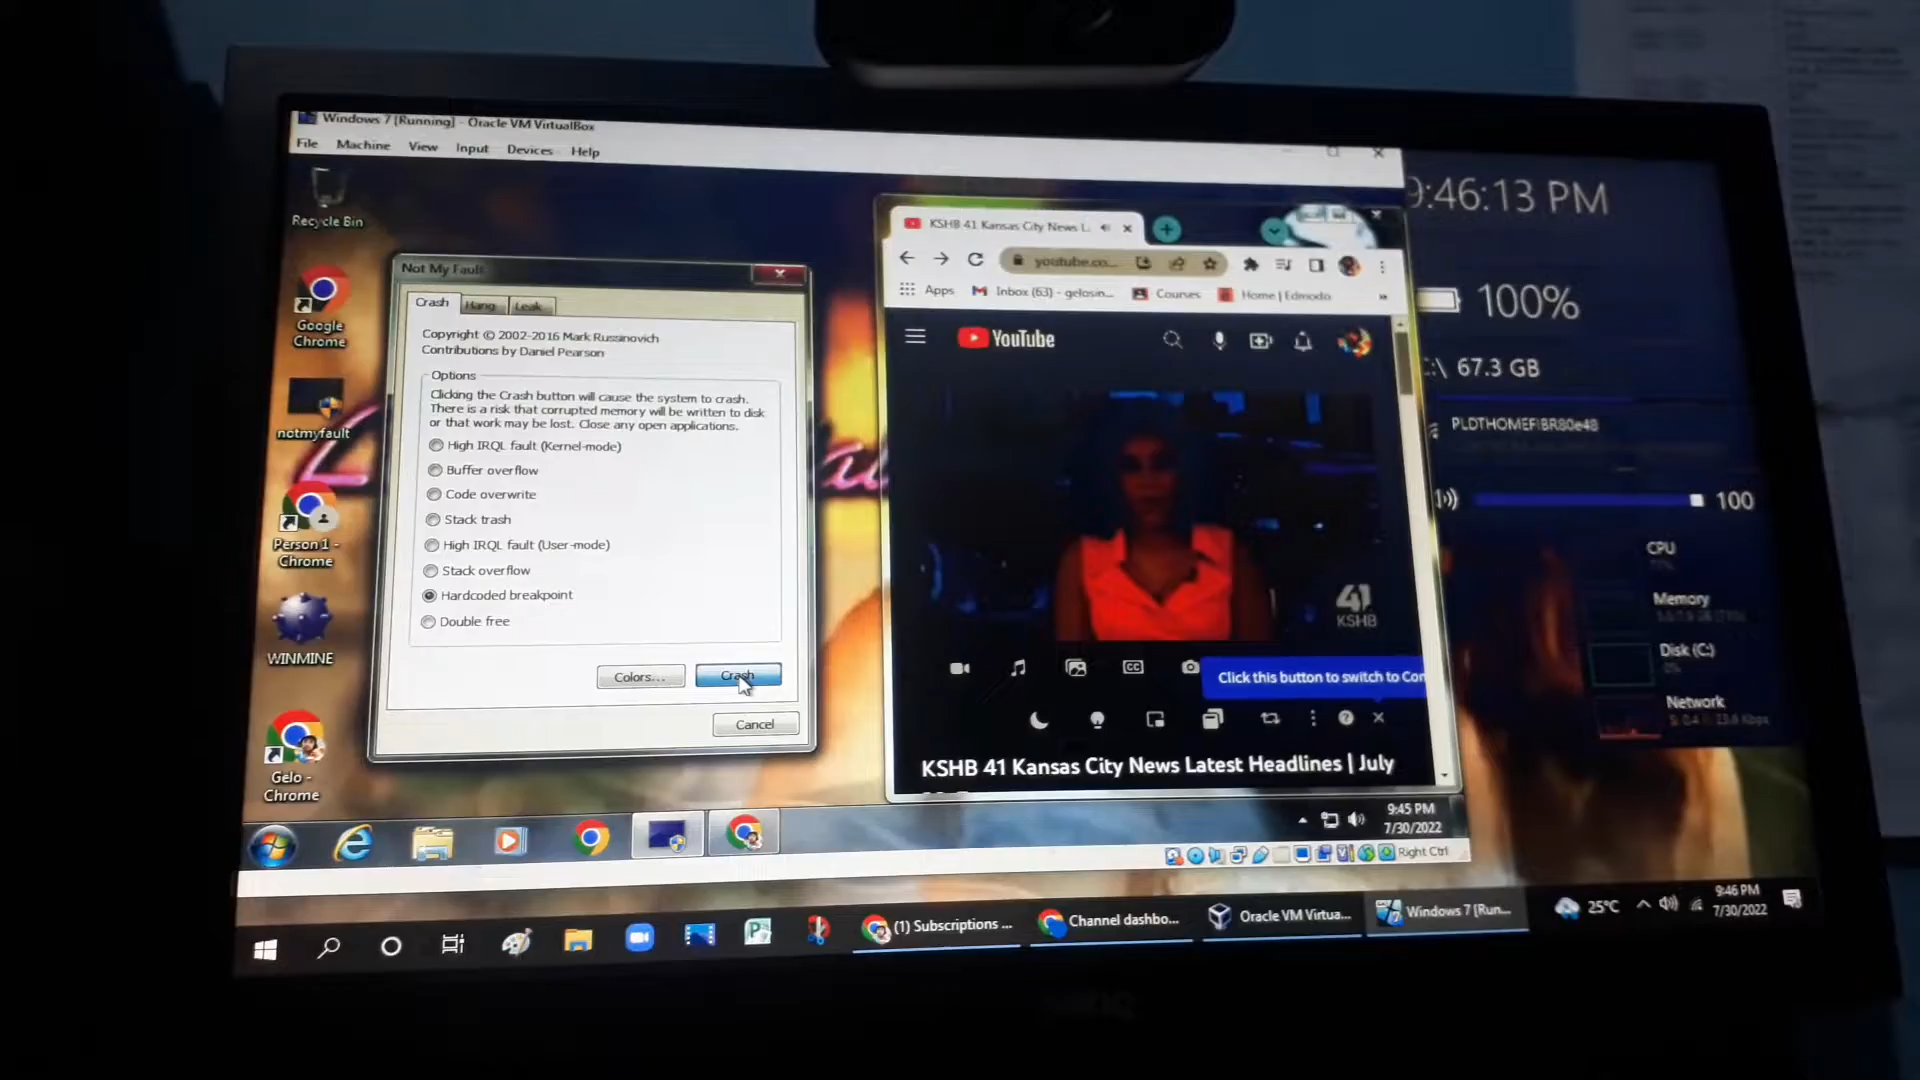 Windows 7 [Running] - Oracle VM VirtualBox
File Machine View Input Devices Help
Recycle Bin
Google
Chrome
notmyfault
Person 1 -
Chrome
WINMINE
Gelo -
Chrome
Not My Fault
Crash Hang Leak
Copyright © 2002-2016 Mark Russinovich
Contributions by Daniel Pearson
Options
Clicking the Crash button will cause the system to crash.
There is a risk that corrupted memory will be written to disk
or that work may be lost. Close any open applications.
High IRQL fault (Kernel-mode)
Buffer overflow
Code overwrite
Stack trash
High IRQL fault (User-mode)
Stack overflow
Hardcoded breakpoint
Double free
Colors... Crash
Cancel
KSHB 41 Kansas City News L
youtube.co...
Apps Inbox (63) - gelosin... Courses Home | Edmodo »
YouTube
41
KSHB
CC
Click this button to switch to Con
KSHB 41 Kansas City News Latest Headlines | July
9:46:13 PM
100%
:\ 67.3 GB
PLDTHOMEFIBR80e48
100
CPU
Memory
Disk (C:)
0%
Network
9:45 PM
7/30/2022
Right Ctrl
(1) Subscriptions ... Channel dashbo... Oracle VM Virtua... Windows 7 [Run...
25°C
9:46 PM
7/30/2022